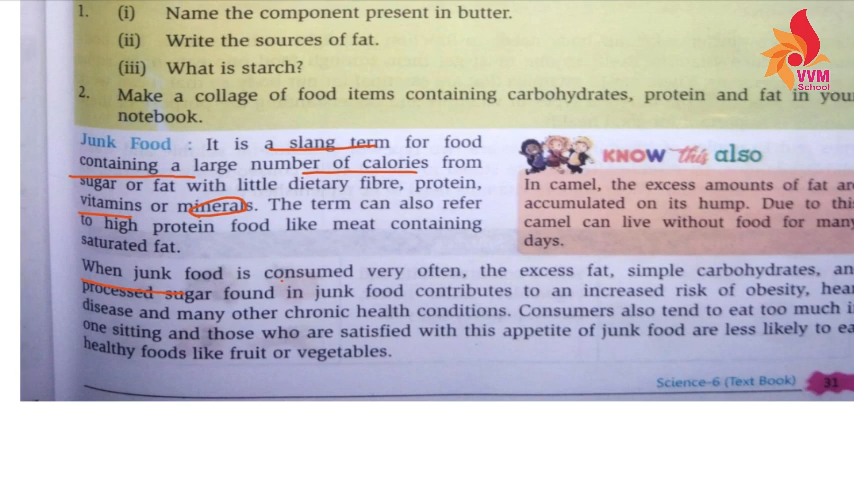 1. (i) Name the component present in butter.
(ii) Write the sources of fat.
(iii) What is starch?
2. Make a collage of food items containing carbohydrates, protein and fat in your
notebook.
VVM
School
Junk Food : It is a slang term for food
containing a large number of calories from
sugar or fat with little dietary fibre, protein,
vitamins or minerals. The term can also refer
to high protein food like meat containing
saturated fat.
KNOW this also
In camel, the excess amounts of fat are
accumulated on its hump. Due to this
camel can live without food for many
days.
When junk food is consumed very often, the excess fat, simple carbohydrates, an
processed sugar found in junk food contributes to an increased risk of obesity, hear
disease and many other chronic health conditions. Consumers also tend to eat too much i
one sitting and those who are satisfied with this appetite of junk food are less likely to ea
healthy foods like fruit or vegetables.
Science-6 (Text Book) 31